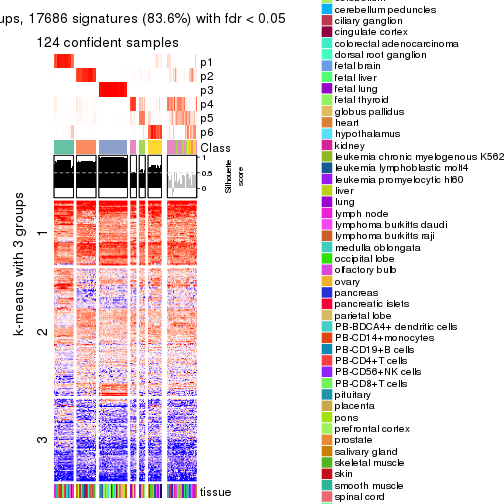 ups, 17686 signatures (83.6%) with fdr < 0.05
124 confident samples
p1
p2
p3
p4
p5
p6
Class
1
0.5
0
Silhouette
score
k-means with 3 groups
1
2
3
tissue
cerebellum peduncles
ciliary ganglion
cingulate cortex
colorectal adenocarcinoma
dorsal root ganglion
fetal brain
fetal liver
fetal lung
fetal thyroid
globus pallidus
heart
hypothalamus
kidney
leukemia chronic myelogenous K562
leukemia lymphoblastic molt4
leukemia promyelocytic hl60
liver
lung
lymph node
lymphoma burkitts daudi
lymphoma burkitts raji
medulla oblongata
occipital lobe
olfactory bulb
ovary
pancreas
pancreatic islets
parietal lobe
PB-BDCA4+ dendritic cells
PB-CD14+monocytes
PB-CD19+B cells
PB-CD4+T cells
PB-CD56+NK cells
PB-CD8+T cells
pituitary
placenta
pons
prefrontal cortex
prostate
salivary gland
skeletal muscle
skin
smooth muscle
spinal cord